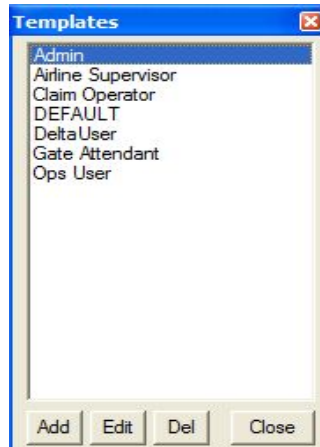 Templates
Admin
Airline Supervisor
Claim Operator
DEFAULT
DeltaUser
Gate Attendant
Ops User
Add Edit Del Close